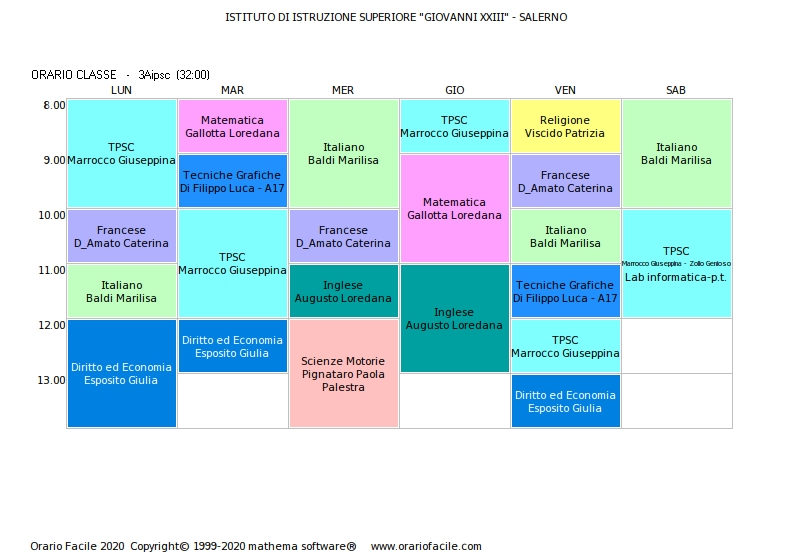 ISTITUTO DI ISTRUZIONE SUPERIORE "GIOVANNI XXIII" - SALERNO
ORARIO CLASSE - 3Aipsc (32:00)
LUN MAR MER GIO VEN SAB
8.00
TPSC
Marrocco Giuseppina
Matematica
Gallotta Loredana
Italiano
Baldi Marilisa
TPSC
Marrocco Giuseppina
Religione
Viscido Patrizia
Italiano
Baldi Marilisa
9.00
Tecniche Grafiche
Di Filippo Luca - A17
Matematica
Gallotta Loredana
Francese
D_Amato Caterina
10.00
Francese
D_Amato Caterina
TPSC
Marrocco Giuseppina
Francese
D_Amato Caterina
Italiano
Baldi Marilisa
TPSC
Marrocco Giuseppina - Zollo Genioso
Lab informatica-p.t.
11.00
Italiano
Baldi Marilisa
Inglese
Augusto Loredana
Inglese
Augusto Loredana
Tecniche Grafiche
Di Filippo Luca - A17
12.00
Diritto ed Economia
Esposito Giulia
Diritto ed Economia
Esposito Giulia
Scienze Motorie
Pignataro Paola
Palestra
TPSC
Marrocco Giuseppina
13.00
Diritto ed Economia
Esposito Giulia
Orario Facile 2020 Copyright© 1999-2020 mathema software® www.orariofacile.com